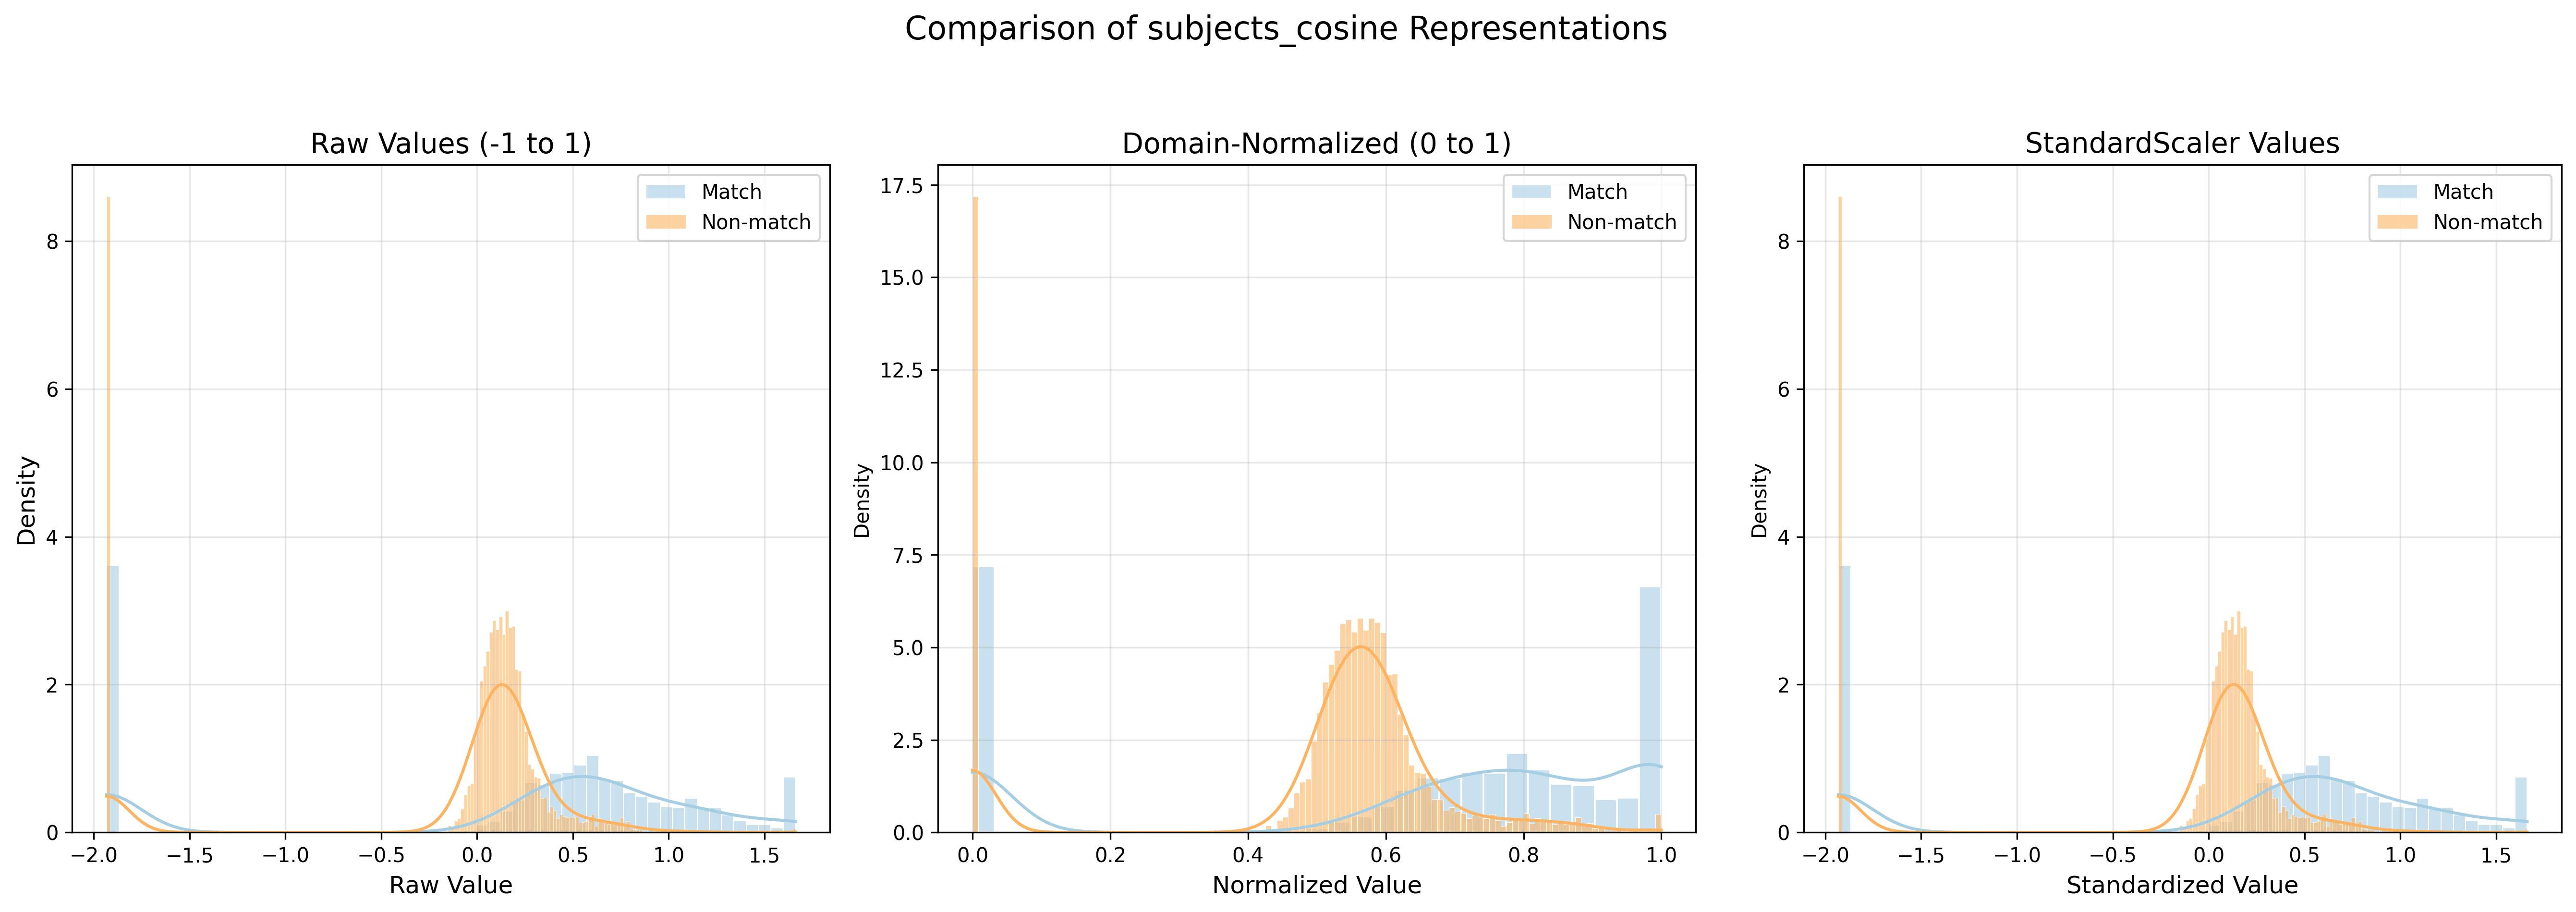 Comparison of subjects_cosine Representations
Raw Values (-1 to 1)
Match
Non-match
Density
8
6
4
2
0
−2.0 −1.5 −1.0 −0.5 0.0 0.5 1.0 1.5
Raw Value
Domain-Normalized (0 to 1)
Match
Non-match
Density
17.5
15.0
12.5
10.0
7.5
5.0
2.5
0.0
0.0 0.2 0.4 0.6 0.8 1.0
Normalized Value
StandardScaler Values
Match
Non-match
Density
8
6
4
2
0
−2.0 −1.5 −1.0 −0.5 0.0 0.5 1.0 1.5
Standardized Value